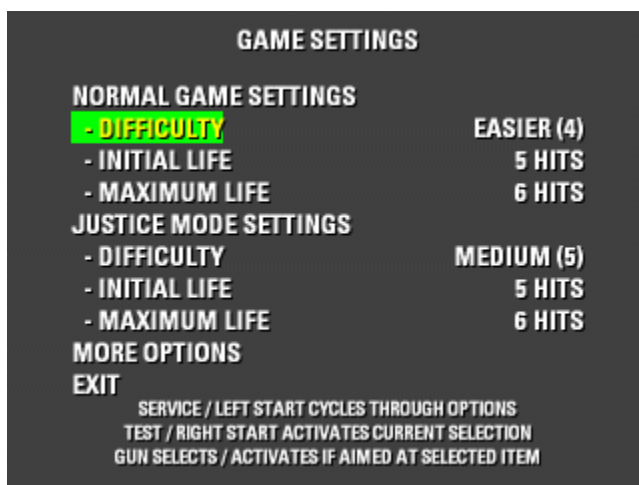 GAME SETTINGS
NORMAL GAME SETTINGS
- DIFFICULTY EASIER (4)
- INITIAL LIFE 5 HITS
- MAXIMUM LIFE 6 HITS
JUSTICE MODE SETTINGS
- DIFFICULTY MEDIUM (5)
- INITIAL LIFE 5 HITS
- MAXIMUM LIFE 6 HITS
MORE OPTIONS
EXIT
SERVICE / LEFT START CYCLES THROUGH OPTIONS
TEST / RIGHT START ACTIVATES CURRENT SELECTION
GUN SELECTS / ACTIVATES IF AIMED AT SELECTED ITEM